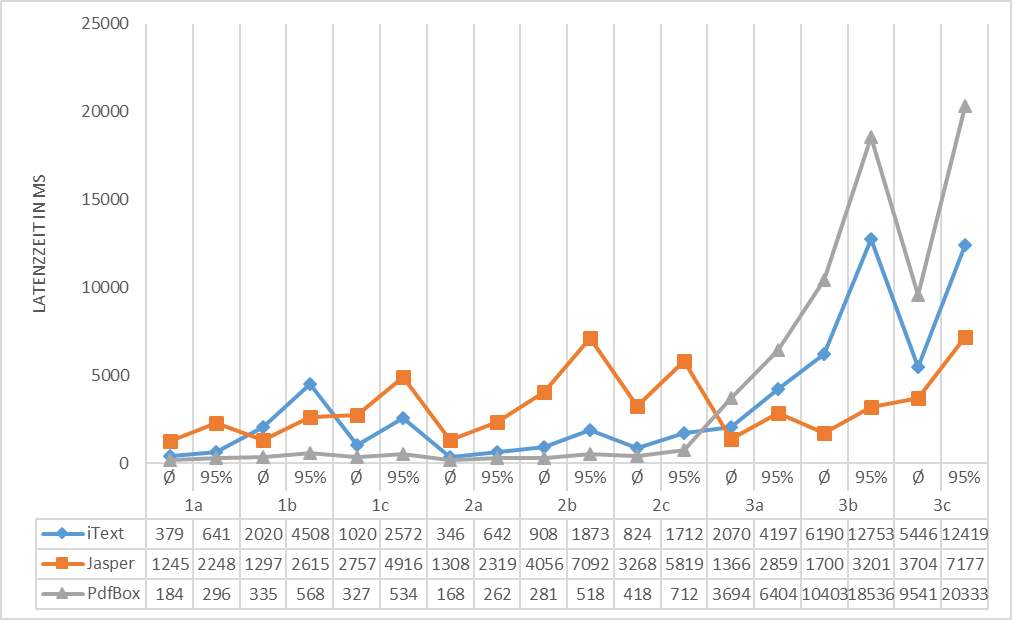 25000
20000
15000
10000
5000
0
LATENZZEIT IN MS
Ø 95% Ø 95% Ø 95% Ø 95% Ø 95% Ø 95% Ø 95% Ø 95% Ø 95%
1a 1b 1c 2a 2b 2c 3a 3b 3c
iText 379 641 2020 4508 1020 2572 346 642 908 1873 824 1712 2070 4197 6190 12753 5446 12419
Jasper 1245 2248 1297 2615 2757 4916 1308 2319 4056 7092 3268 5819 1366 2859 1700 3201 3704 7177
PdfBox 184 296 335 568 327 534 168 262 281 518 418 712 3694 6404 10403 18536 9541 20333